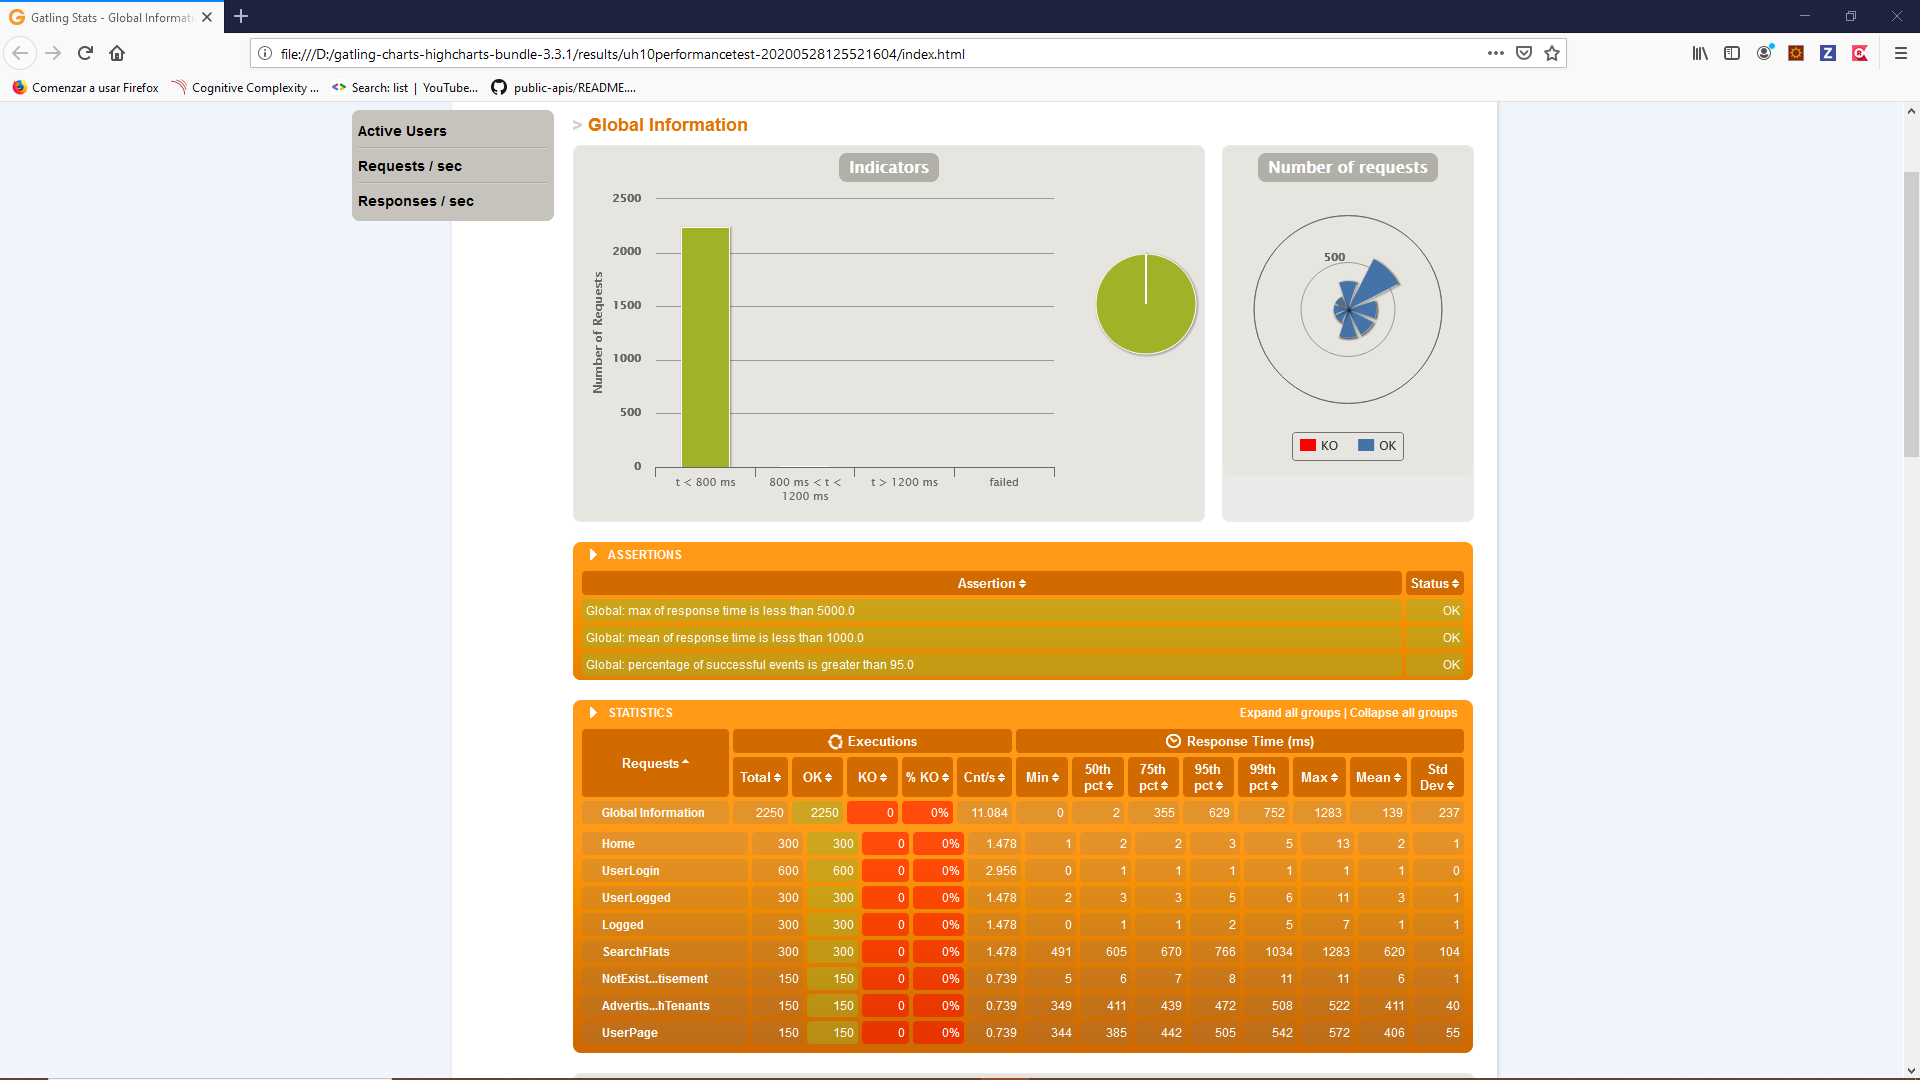 Gatling Stats - Global Informati
file:///D:/gatling-charts-highcharts-bundle-3.3.1/results/uh10performancetest-20200528125521604/index.html
Comenzar a usar Firefox Cognitive Complexity ... Search: list | YouTube... public-apis/README....
Active Users
Requests / sec
Responses / sec
> Global Information
Indicators
2500
2000
1500
1000
500
0
Number of Requests
t < 800 ms
800 ms < t < 1200 ms
t > 1200 ms
failed
Number of requests
500
KO OK
ASSERTIONS
Assertion Status
Global: max of response time is less than 5000.0 OK
Global: mean of response time is less than 1000.0 OK
Global: percentage of successful events is greater than 95.0 OK
STATISTICS Expand all groups | Collapse all groups
Requests Executions Response Time (ms)
Total OK KO % KO Cnt/s Min 50th pct 75th pct 95th pct 99th pct Max Mean Std Dev
Global Information 2250 2250 0 0% 11.084 0 2 355 629 752 1283 139 237
Home 300 300 0 0% 1.478 1 2 2 3 5 13 2 1
UserLogin 600 600 0 0% 2.956 0 1 1 1 1 1 1 0
UserLogged 300 300 0 0% 1.478 2 3 3 5 6 11 3 1
Logged 300 300 0 0% 1.478 0 1 1 2 5 7 1 1
SearchFlats 300 300 0 0% 1.478 491 605 670 766 1034 1283 620 104
NotExist...tisement 150 150 0 0% 0.739 5 6 7 8 11 11 6 1
Advertis...hTenants 150 150 0 0% 0.739 349 411 439 472 508 522 411 40
UserPage 150 150 0 0% 0.739 344 385 442 505 542 572 406 55